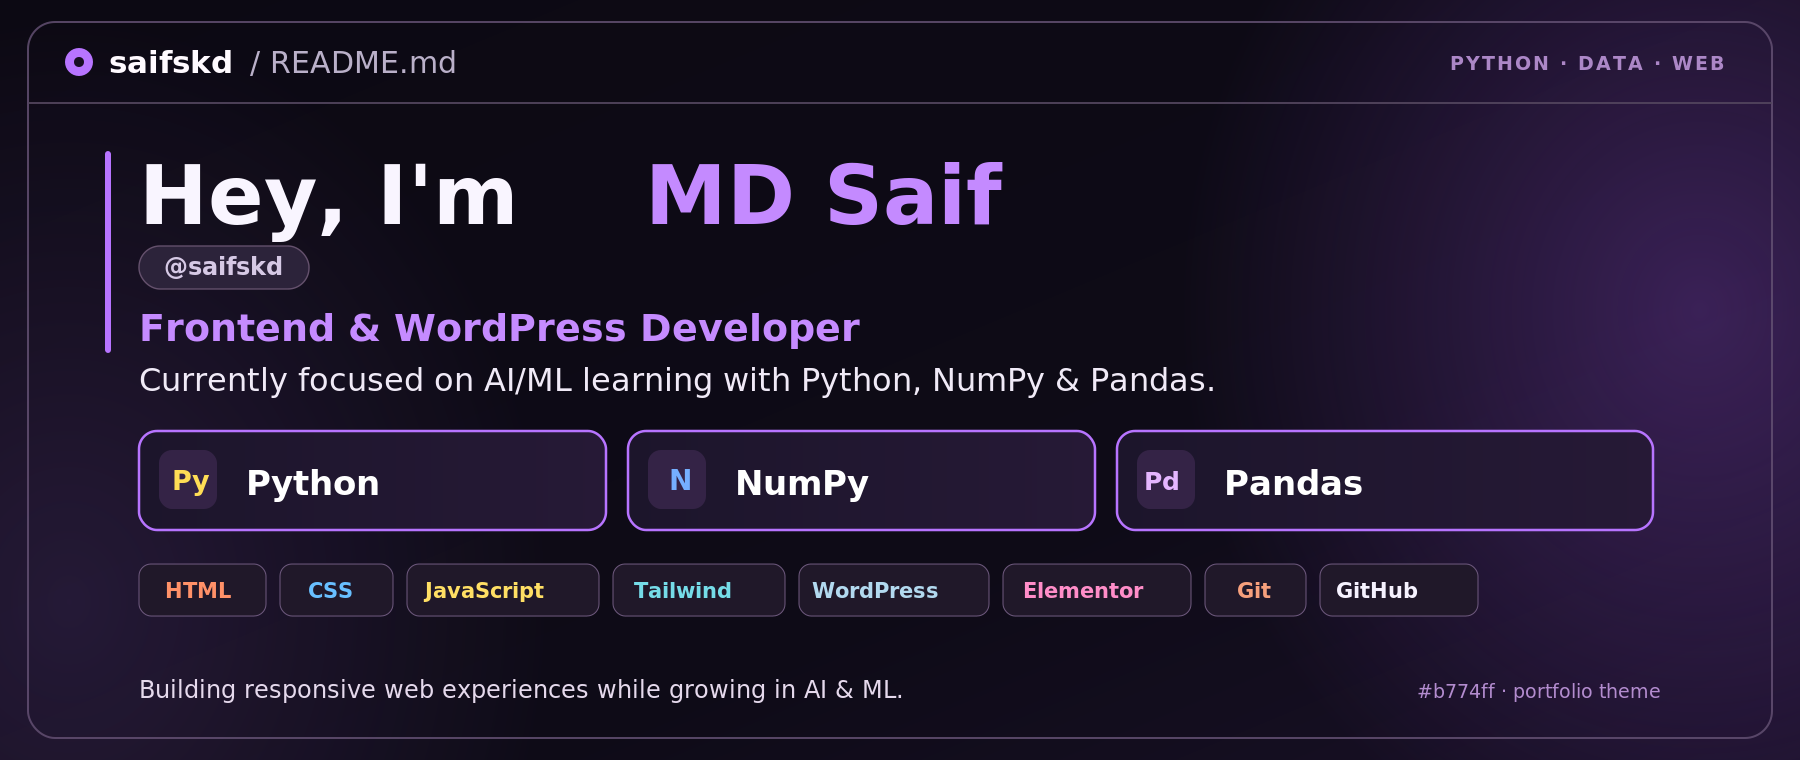 saifskd / README.md
PYTHON · DATA · WEB
Hey, I'm MD Saif
@saifskd
Frontend & WordPress Developer
Currently focused on AI/ML learning with Python, NumPy & Pandas.
Py Python
N NumPy
Pd Pandas
HTML CSS JavaScript Tailwind WordPress Elementor Git GitHub
Building responsive web experiences while growing in AI & ML.
#b774ff · portfolio theme